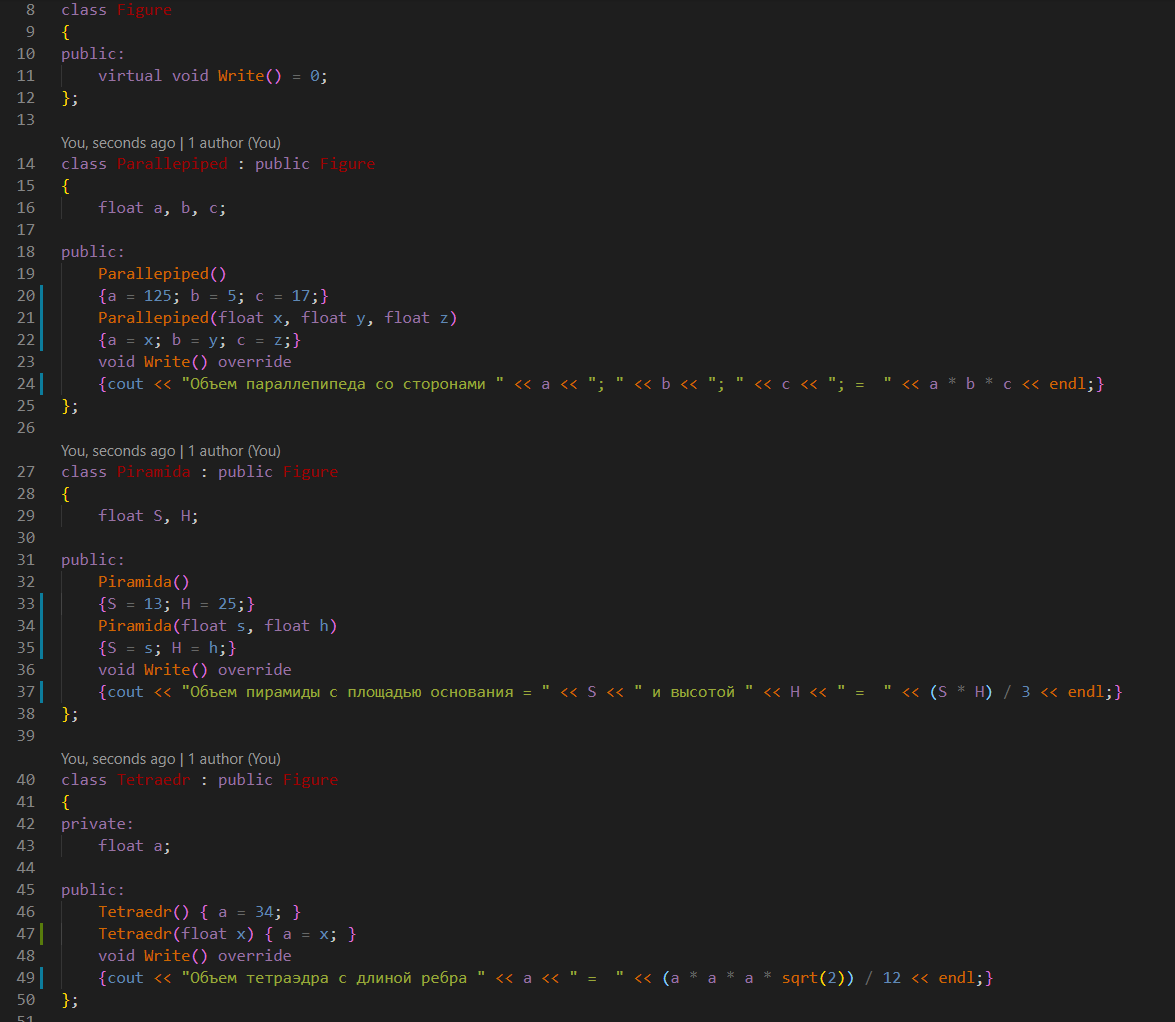 8 class Figure
9 {
10 public:
11 virtual void Write() = 0;
12 };
13
You, seconds ago | 1 author (You)
14 class Parallepiped : public Figure
15 {
16 float a, b, c;
17
18 public:
19 Parallepiped()
20 {a = 125; b = 5; c = 17;}
21 Parallepiped(float x, float y, float z)
22 {a = x; b = y; c = z;}
23 void Write() override
24 {cout << "Объем параллепипеда со сторонами " << a << "; " << b << "; " << c << "; =  " << a * b * c << endl;}
25 };
26
You, seconds ago | 1 author (You)
27 class Piramida : public Figure
28 {
29 float S, H;
30
31 public:
32 Piramida()
33 {S = 13; H = 25;}
34 Piramida(float s, float h)
35 {S = s; H = h;}
36 void Write() override
37 {cout << "Объем пирамиды с площадью основания = " << S << " и высотой " << H << " =  " << (S * H) / 3 << endl;}
38 };
39
You, seconds ago | 1 author (You)
40 class Tetraedr : public Figure
41 {
42 private:
43 float a;
44
45 public:
46 Tetraedr() { a = 34; }
47 Tetraedr(float x) { a = x; }
48 void Write() override
49 {cout << "Объем тетраэдра с длиной ребра " << a << " =  " << (a * a * a * sqrt(2)) / 12 << endl;}
50 };
51